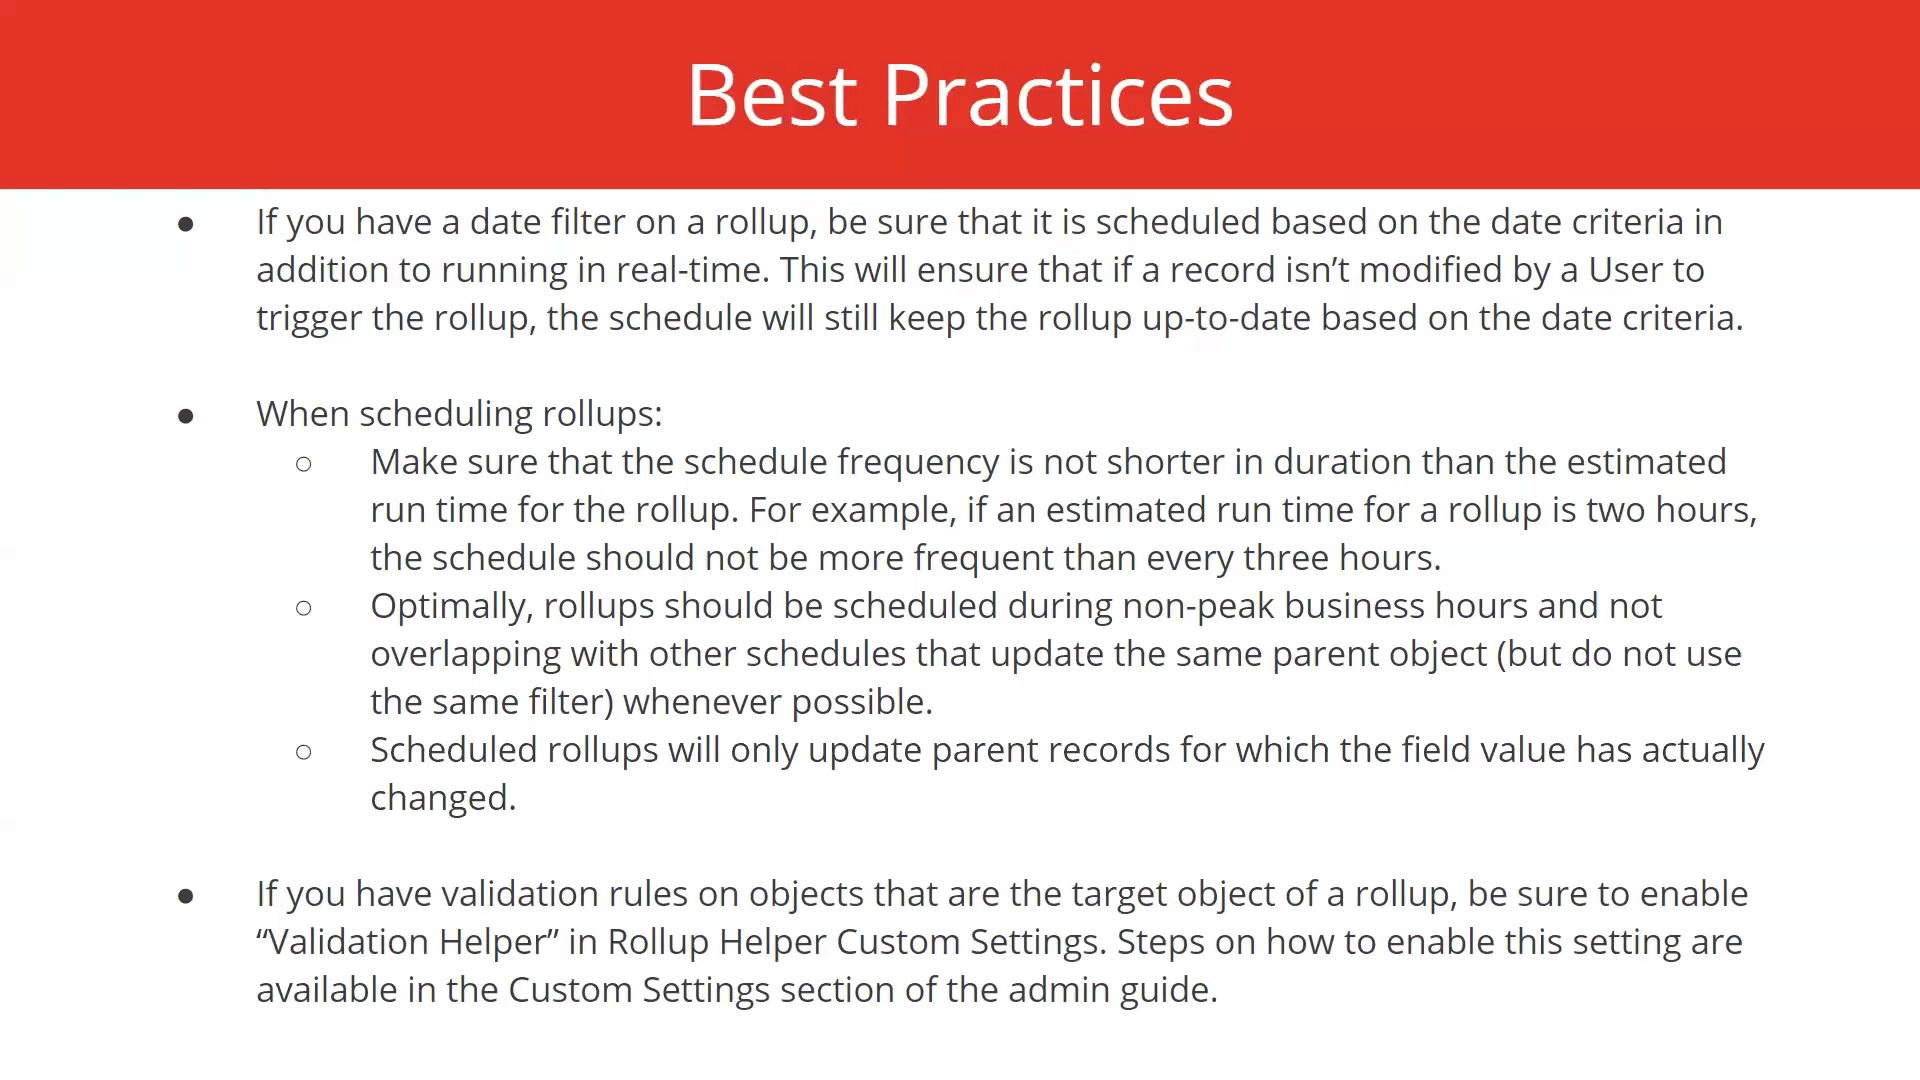 Best Practices
● If you have a date filter on a rollup, be sure that it is scheduled based on the date criteria in
addition to running in real-time. This will ensure that if a record isn’t modified by a User to
trigger the rollup, the schedule will still keep the rollup up-to-date based on the date criteria.
● When scheduling rollups:
○ Make sure that the schedule frequency is not shorter in duration than the estimated
run time for the rollup. For example, if an estimated run time for a rollup is two hours,
the schedule should not be more frequent than every three hours.
○ Optimally, rollups should be scheduled during non-peak business hours and not
overlapping with other schedules that update the same parent object (but do not use
the same filter) whenever possible.
○ Scheduled rollups will only update parent records for which the field value has actually
changed.
● If you have validation rules on objects that are the target object of a rollup, be sure to enable
“Validation Helper” in Rollup Helper Custom Settings. Steps on how to enable this setting are
available in the Custom Settings section of the admin guide.